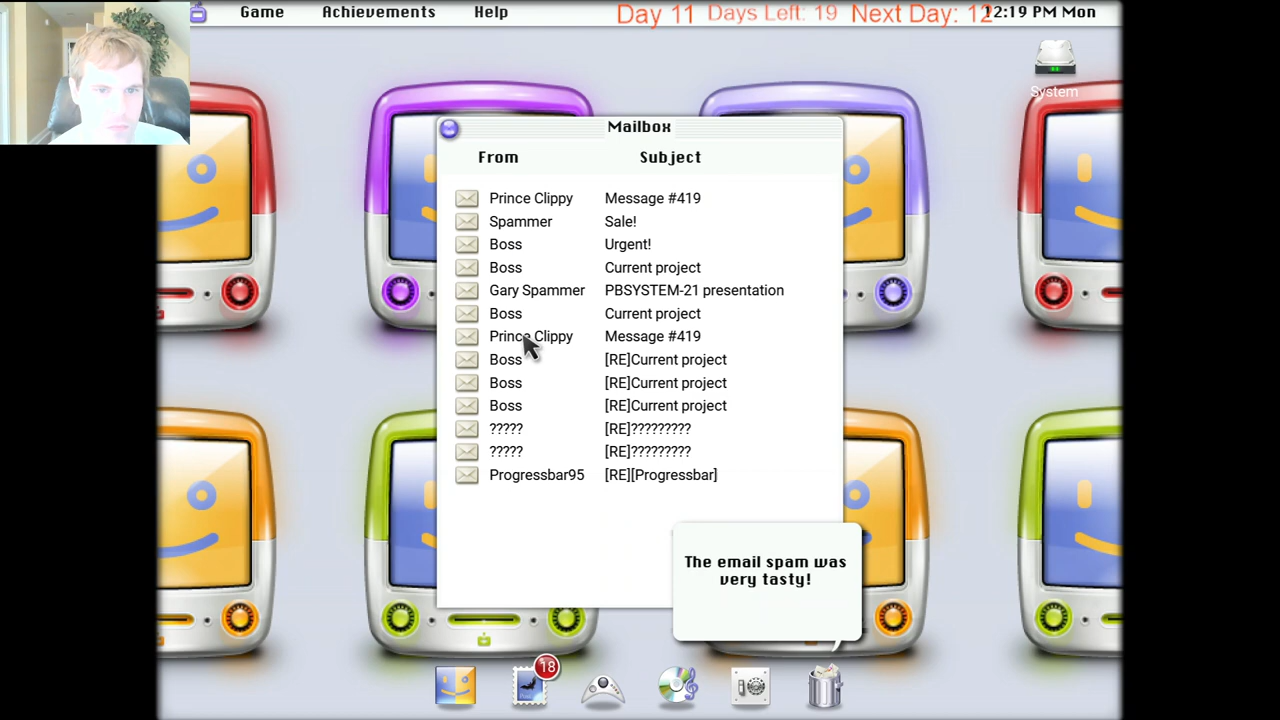 Game Achievements Help Day 11 Days Left: 19 Next Day: 12 12:19 PM Mon
System
Mailbox
From Subject
Prince Clippy Message #419
Spammer Sale!
Boss Urgent!
Boss Current project
Gary Spammer PBSYSTEM-21 presentation
Boss Current project
Prince Clippy Message #419
Boss [RE]Current project
Boss [RE]Current project
Boss [RE]Current project
????? [RE]?????????
????? [RE]?????????
Progressbar95 [RE][Progressbar]
The email spam was
very tasty!
18